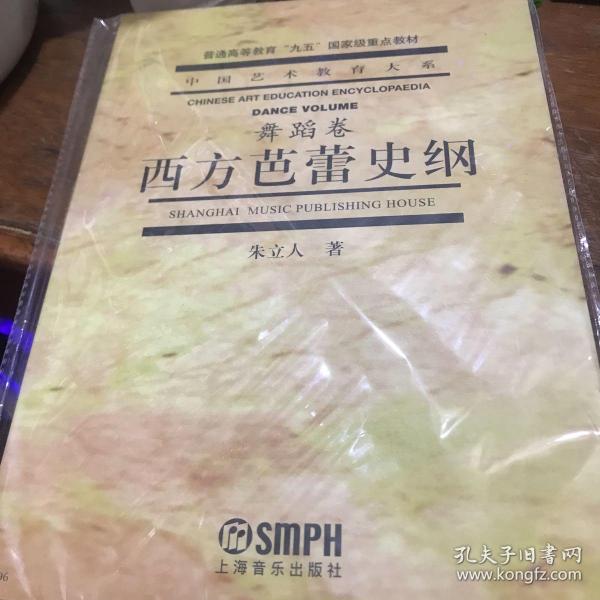 普通高等教育“九五”国家级重点教材
中国艺术教育大系
CHINESE ART EDUCATION ENCYCLOPAEDIA
DANCE VOLUME
舞蹈卷
西方芭蕾史纲
SHANGHAI MUSIC PUBLISHING HOUSE
朱立人 著
SMPH
上海音乐出版社
孔夫子旧书网
www.kongfz.com